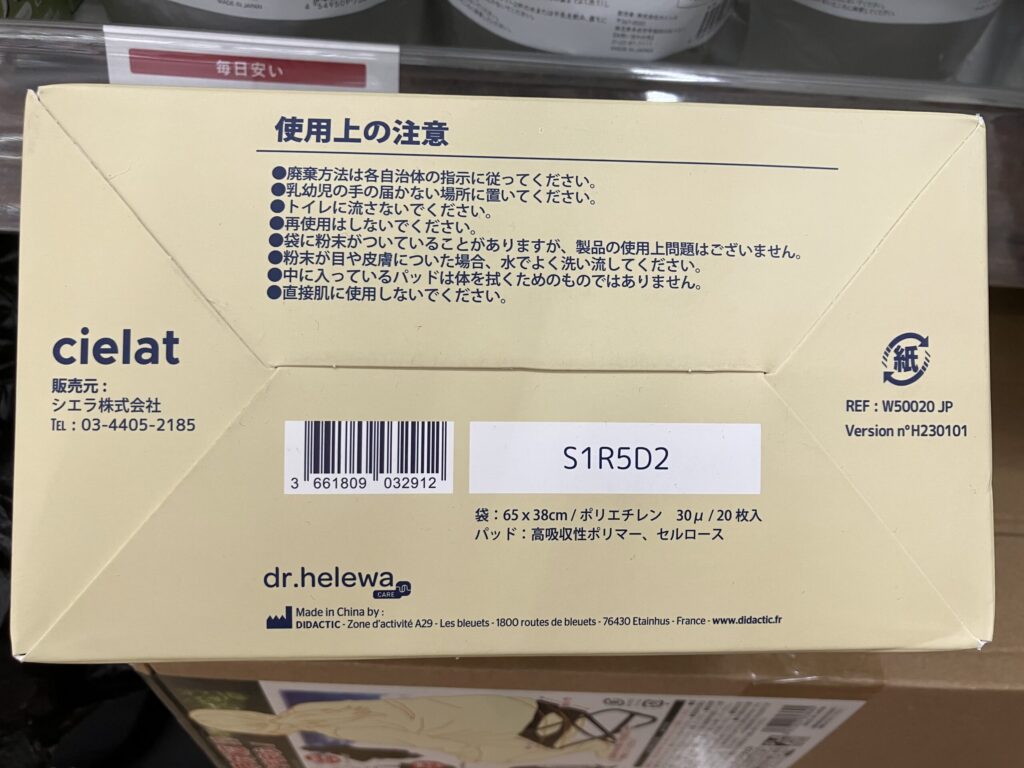 MADE IN JAPAN
MADE IN JAPAN
毎日安い
使用上の注意
●廃棄方法は各自治体の指示に従ってください。
●乳幼児の手の届かない場所に置いてください。
●トイレに流さないでください。
●再使用はしないでください。
●袋に粉末がついていることがありますが、製品の使用上問題はございません。
●粉末が目や皮膚についた場合、水でよく洗い流してください。
●中に入っているパッドは体を拭くためのものではありません。
●直接肌に使用しないでください。
cielat
販売元:
シエラ株式会社
TEL : 03-4405-2185
紙
REF : W50020 JP
Version n°H230101
3 661809 032912
S1R5D2
袋:65 x 38cm / ポリエチレン 30μ / 20 枚入
パッド:高吸収性ポリマー、セルロース
dr.helewa
CARE
Made in China by :
DIDACTIC - Zone d'activité A29 - Les bleuets - 1800 routes de bleuets - 76430 Etainhus - France - www.didactic.fr